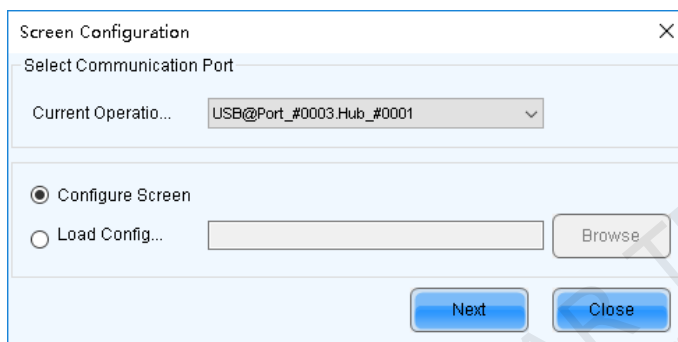 Screen Configuration
Select Communication Port
Current Operatio... USB@Port_#0003.Hub_#0001
Configure Screen
Load Config... Browse
Next Close